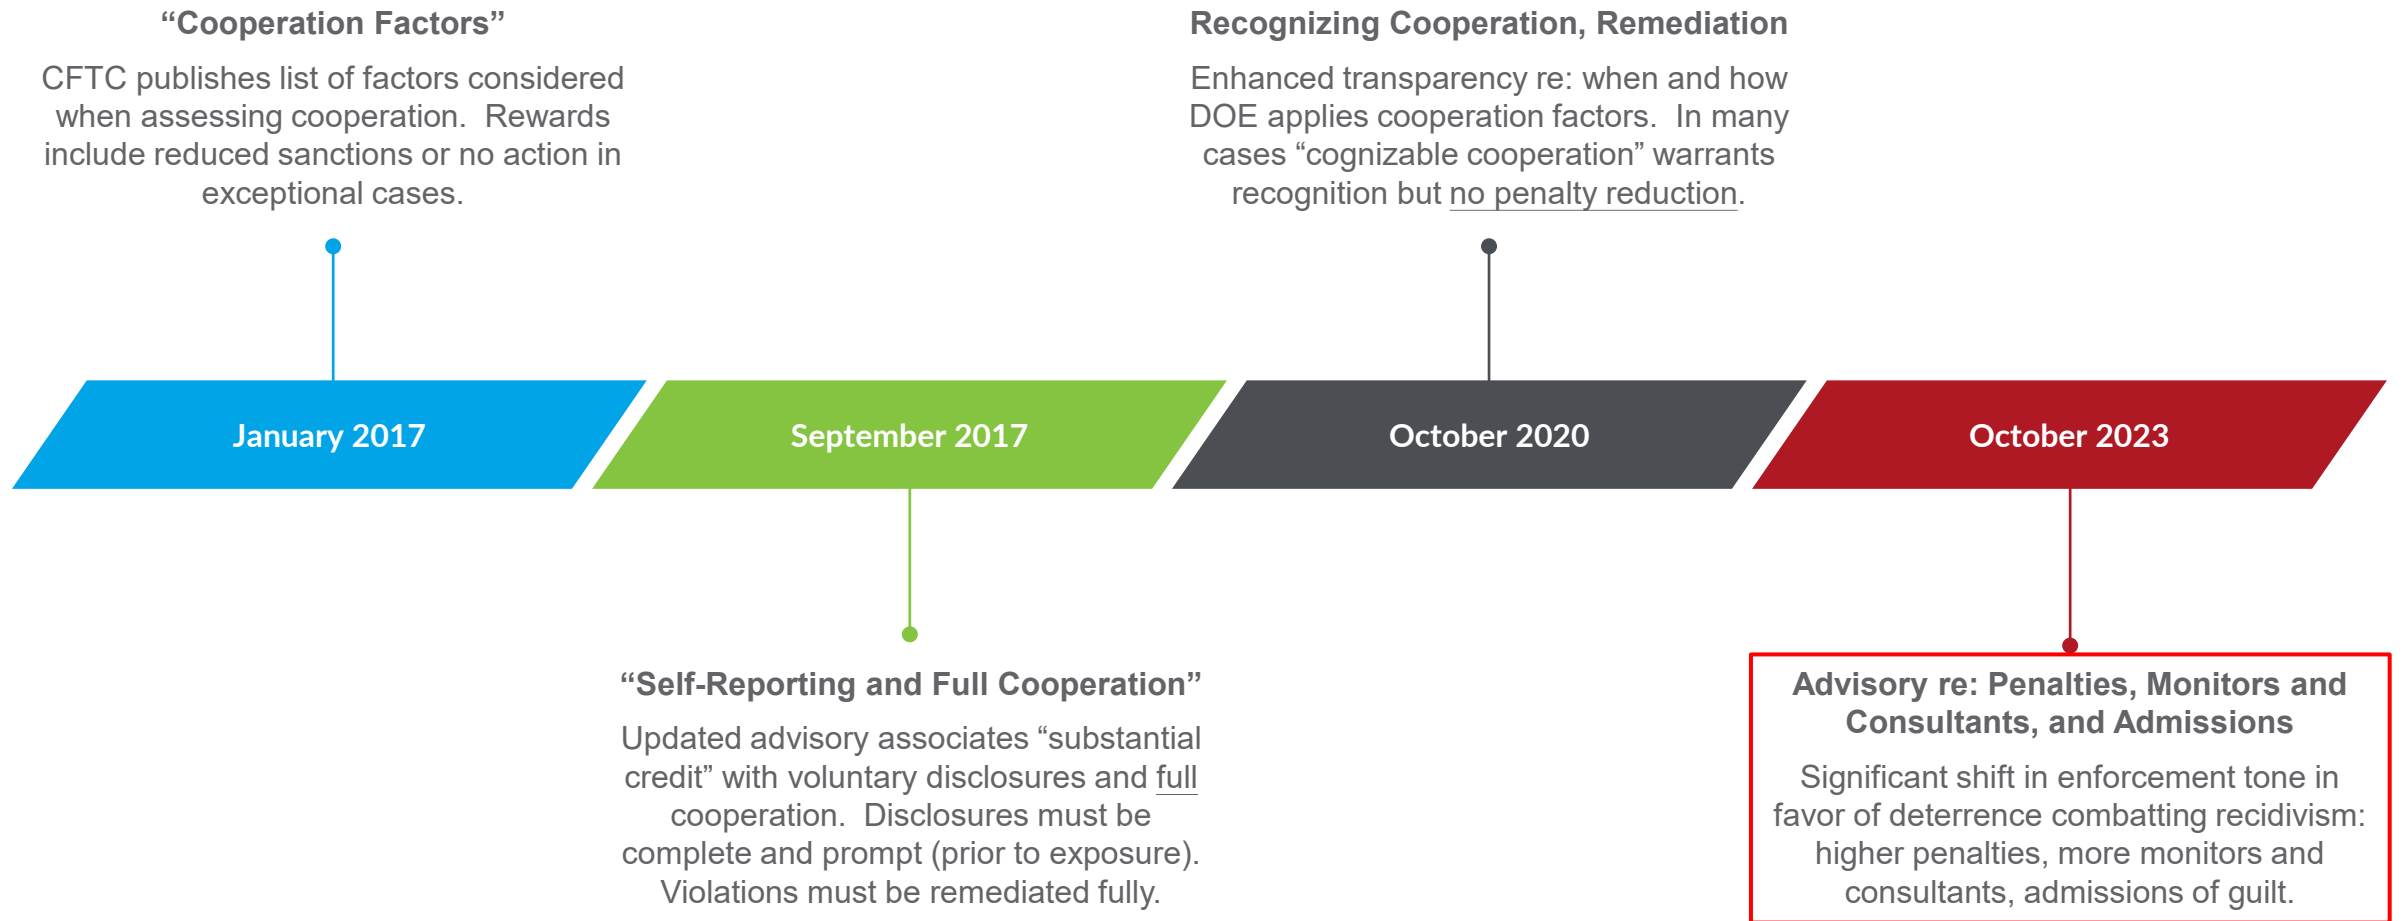 “Cooperation Factors”
CFTC publishes list of factors considered
when assessing cooperation.  Rewards
include reduced sanctions or no action in
exceptional cases.
Recognizing Cooperation, Remediation
Enhanced transparency re: when and how
DOE applies cooperation factors.  In many
cases “cognizable cooperation” warrants
recognition but no penalty reduction.
January 2017
September 2017
October 2020
October 2023
“Self-Reporting and Full Cooperation”
Updated advisory associates “substantial
credit” with voluntary disclosures and full
cooperation.  Disclosures must be
complete and prompt (prior to exposure).
Violations must be remediated fully.
Advisory re: Penalties, Monitors and
Consultants, and Admissions
Significant shift in enforcement tone in
favor of deterrence combatting recidivism:
higher penalties, more monitors and
consultants, admissions of guilt.